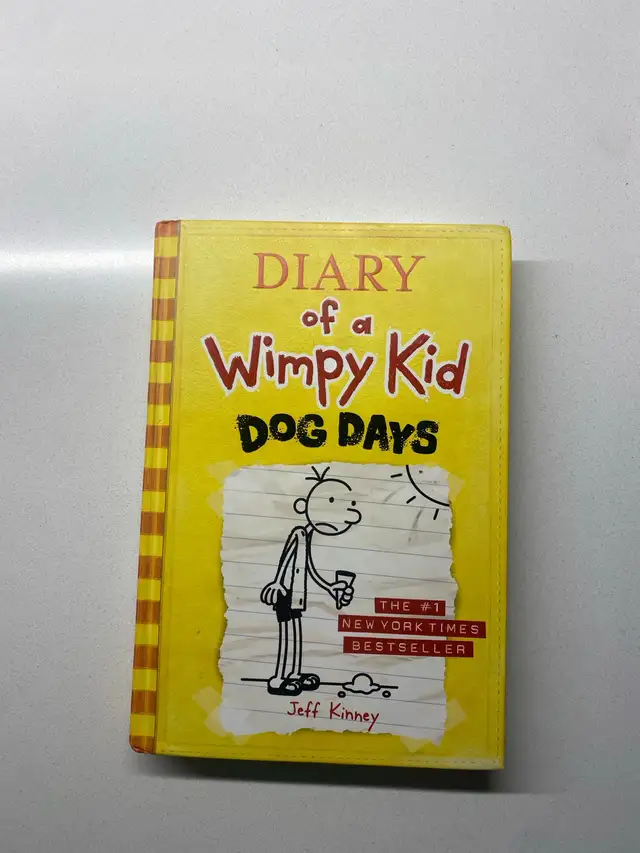 DIARY
of a
Wimpy Kid
DOG DAYS
THE #1
NEW YORK TIMES
BESTSELLER
Jeff Kinney